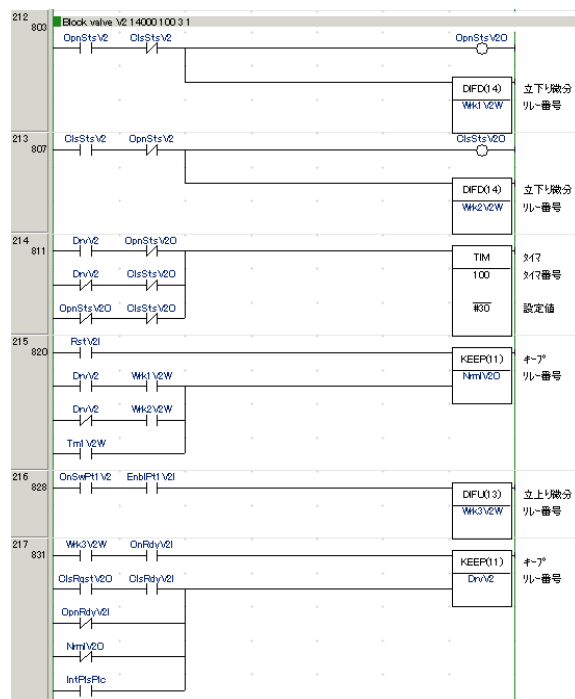 212
803
Block valve V2 14000 100 3 1
OpnStsV2 ClsStsV2 OpnStsV2O
DIFD(14) 立下り微分
Wrk1V2W リレー番号
213
807
ClsStsV2 OpnStsV2 ClsStsV2O
DIFD(14) 立下り微分
Wrk2V2W リレー番号
214
811
DrvV2 OpnStsV2O
TIM タイマ
DrvV2 ClsStsV2O 100 タイマ番号
OpnStsV2O ClsStsV2O #30 設定値
215
820
RstV2I
KEEP(11) キープ
DrvV2 Wrk1V2W NrmlV2O リレー番号
DrvV2 Wrk2V2W
Tm1V2W
216
828
OnSwPt1V2 EnblPt1V2I
DIFU(13) 立上り微分
Wrk3V2W リレー番号
217
831
Wrk3V2W OnRdyV2I
KEEP(11) キープ
ClsRqstV2O ClsRdyV2I DrvV2 リレー番号
OpnRdyV2I
NrmlV2O
IntPlsPlc